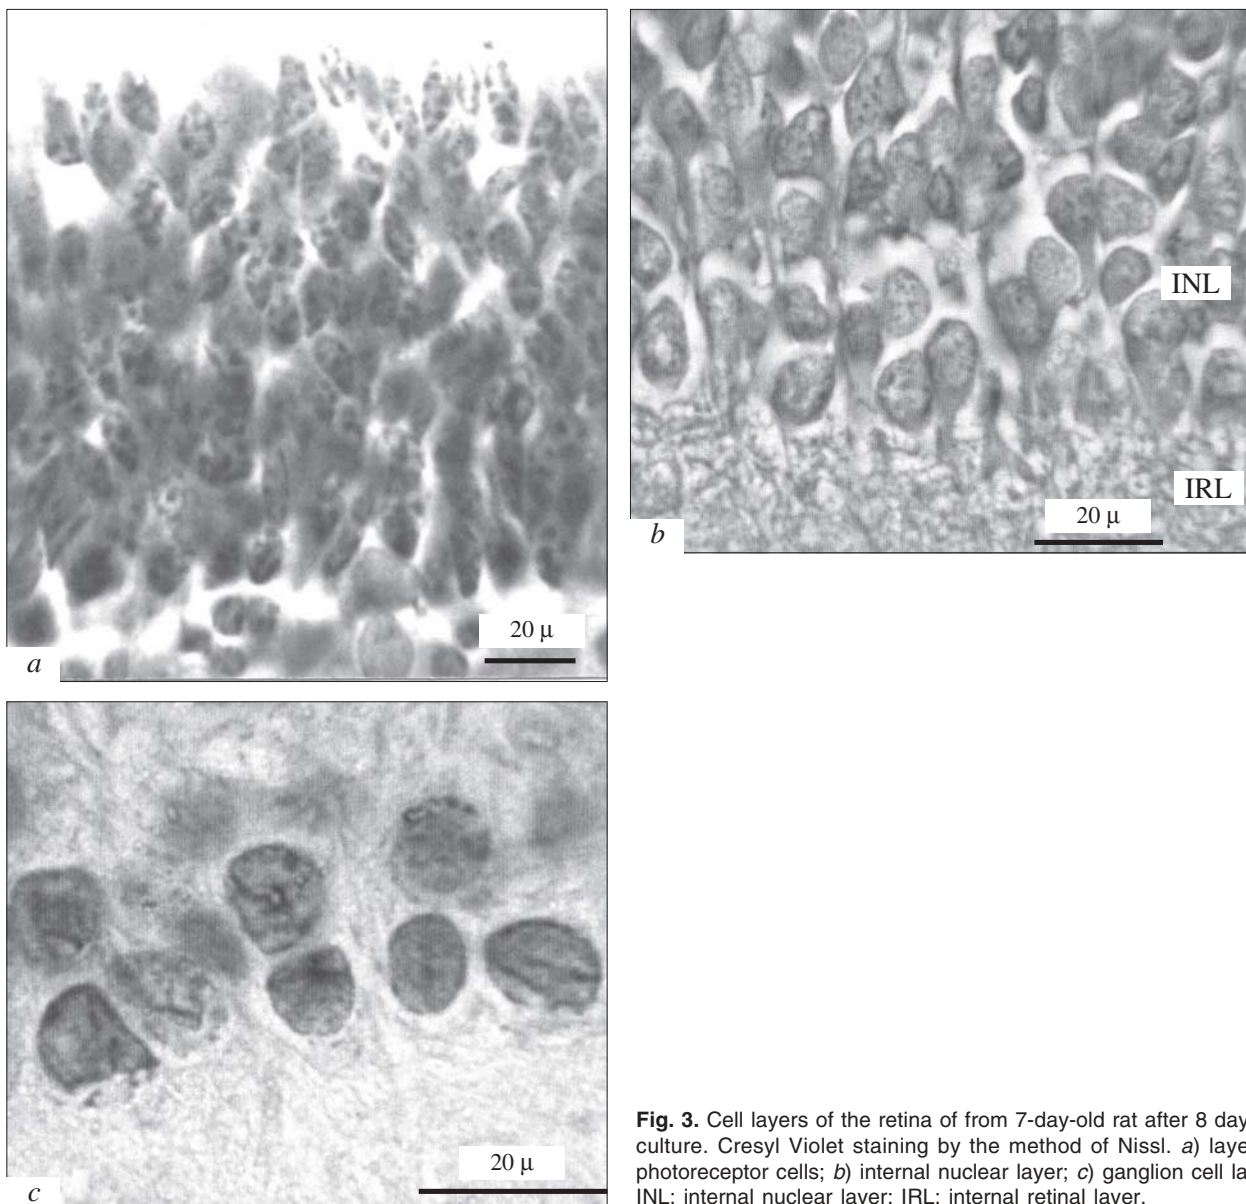 INL
IRL
20 μ
b
20 μ
a
20 μ
c
Fig. 3. Cell layers of the retina of from 7-day-old rat after 8 day
culture. Cresyl Violet staining by the method of Nissl. a) laye
photoreceptor cells; b) internal nuclear layer; c) ganglion cell la
INL: internal nuclear layer; IRL: internal retinal layer.